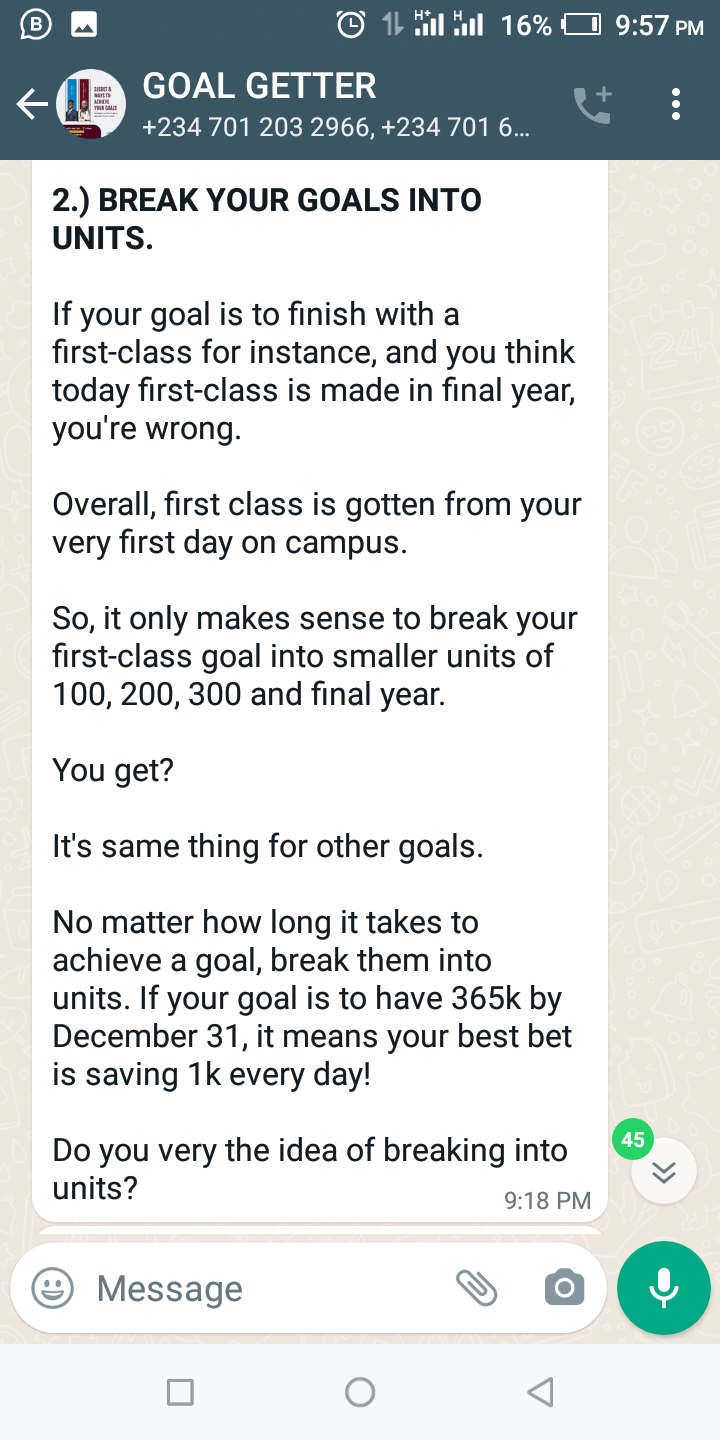 16% 9:57 PM
GOAL GETTER
+234 701 203 2966, +234 701 6...
SECRET &
WAYS TO
ACHIEVE
YOUR GOALS
2.) BREAK YOUR GOALS INTO
UNITS.
If your goal is to finish with a
first-class for instance, and you think
today first-class is made in final year,
you're wrong.
Overall, first class is gotten from your
very first day on campus.
So, it only makes sense to break your
first-class goal into smaller units of
100, 200, 300 and final year.
You get?
It's same thing for other goals.
No matter how long it takes to
achieve a goal, break them into
units. If your goal is to have 365k by
December 31, it means your best bet
is saving 1k every day!
Do you very the idea of breaking into
units?
9:18 PM
45
Message